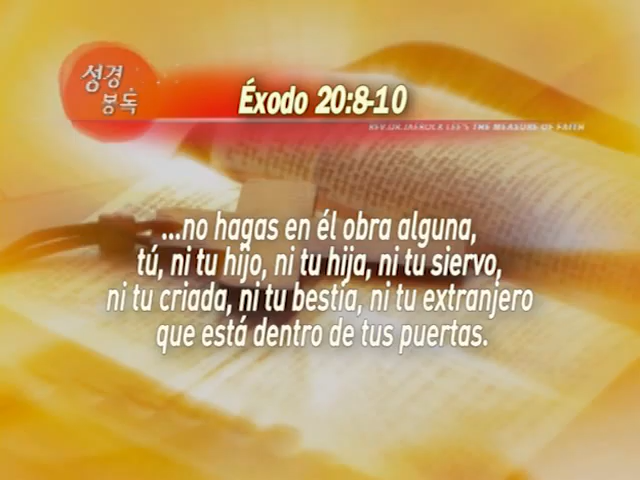 성경
봉독
Éxodo 20:8-10
REV.DR.JAEROCK LEE'S THE MEASURE OF FAITH
...no hagas en él obra alguna,
tú, ni tu hijo, ni tu hija, ni tu siervo,
ni tu criada, ni tu bestia, ni tu extranjero
que está dentro de tus puertas.